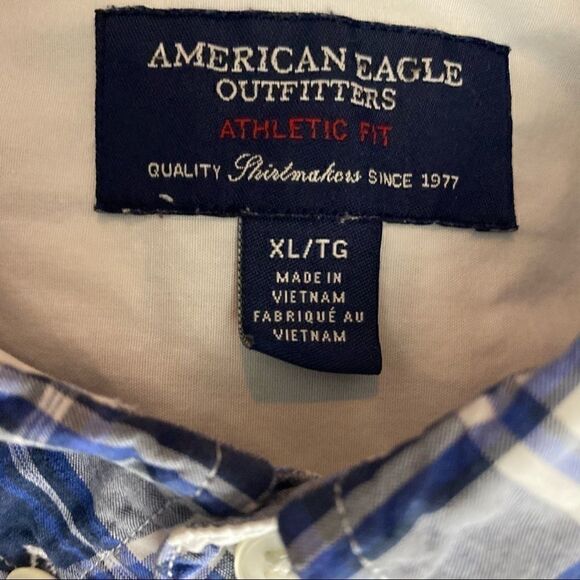 AMERICAN EAGLE
OUTFITTERS
ATHLETIC FIT
QUALITY Shirtmakers SINCE 1977
XL/TG
MADE IN
VIETNAM
FABRIQUÉ AU
VIETNAM